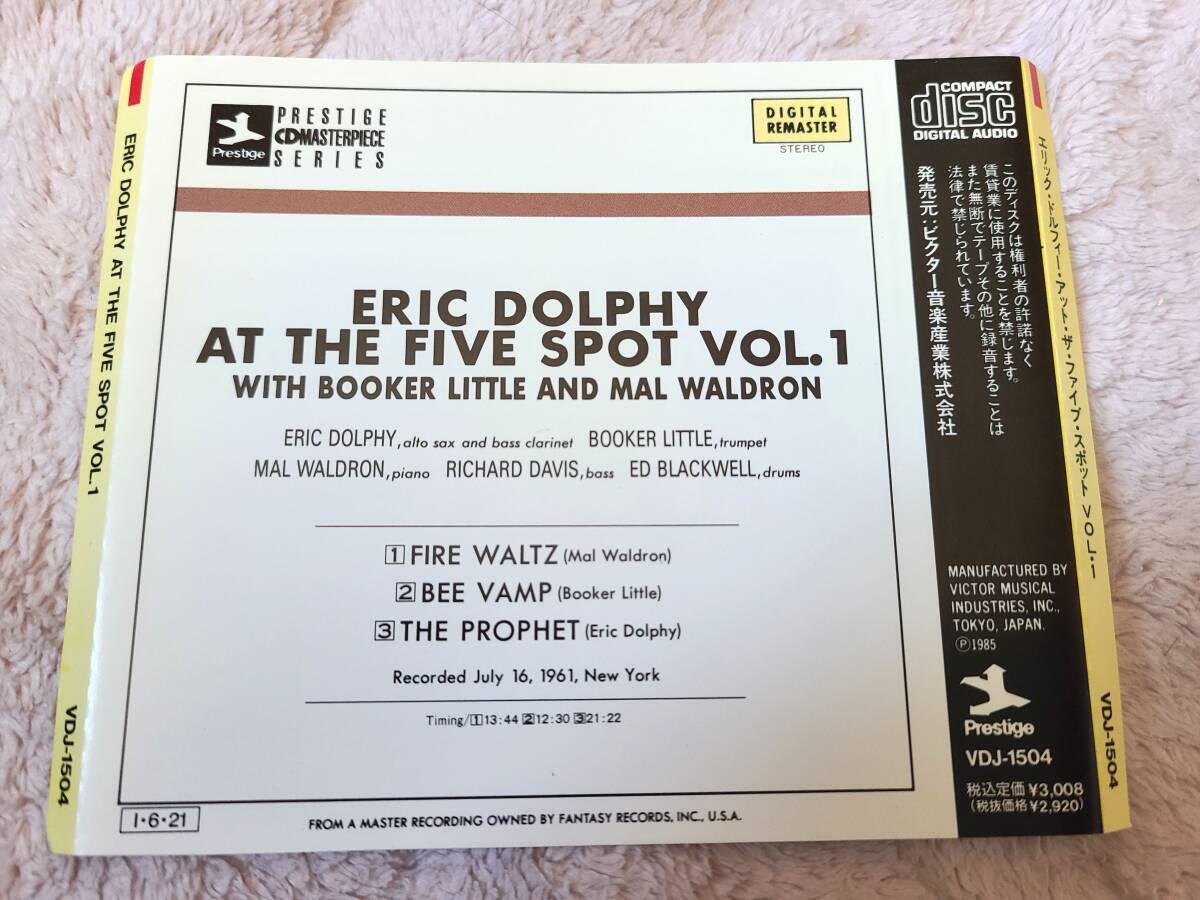 ERIC DOLPHY AT THE FIVE SPOT VOL.1
VDJ-1504
Prestige
PRESTIGE
CDMASTERPIECE
SERIES
DIGITAL
REMASTER
STEREO
ERIC DOLPHY
AT THE FIVE SPOT VOL.1
WITH BOOKER LITTLE AND MAL WALDRON
ERIC DOLPHY, alto sax and bass clarinet BOOKER LITTLE, trumpet
MAL WALDRON, piano RICHARD DAVIS, bass ED BLACKWELL, drums
1 FIRE WALTZ (Mal Waldron)
2 BEE VAMP (Booker Little)
3 THE PROPHET (Eric Dolphy)
Recorded July 16, 1961, New York
Timing/1 13:44 2 12:30 3 21:22
I•6•21
FROM A MASTER RECORDING OWNED BY FANTASY RECORDS, INC., U.S.A.
COMPACT
disc
DIGITAL AUDIO
このディスクは権利者の許諾なく
賃貸業に使用することを禁じます。
また無断でテープその他に録音することは
法律で禁じられています。
発売元:ビクター音楽産業株式会社
MANUFACTURED BY
VICTOR MUSICAL
INDUSTRIES, INC.,
TOKYO, JAPAN.
Ⓟ1985
Prestige
VDJ-1504
税込定価¥3,008
(税抜価格¥2,920)
エリック・ドルフィー・アット・ザ・ファイブ・スポット VOL.1
VDJ-1504